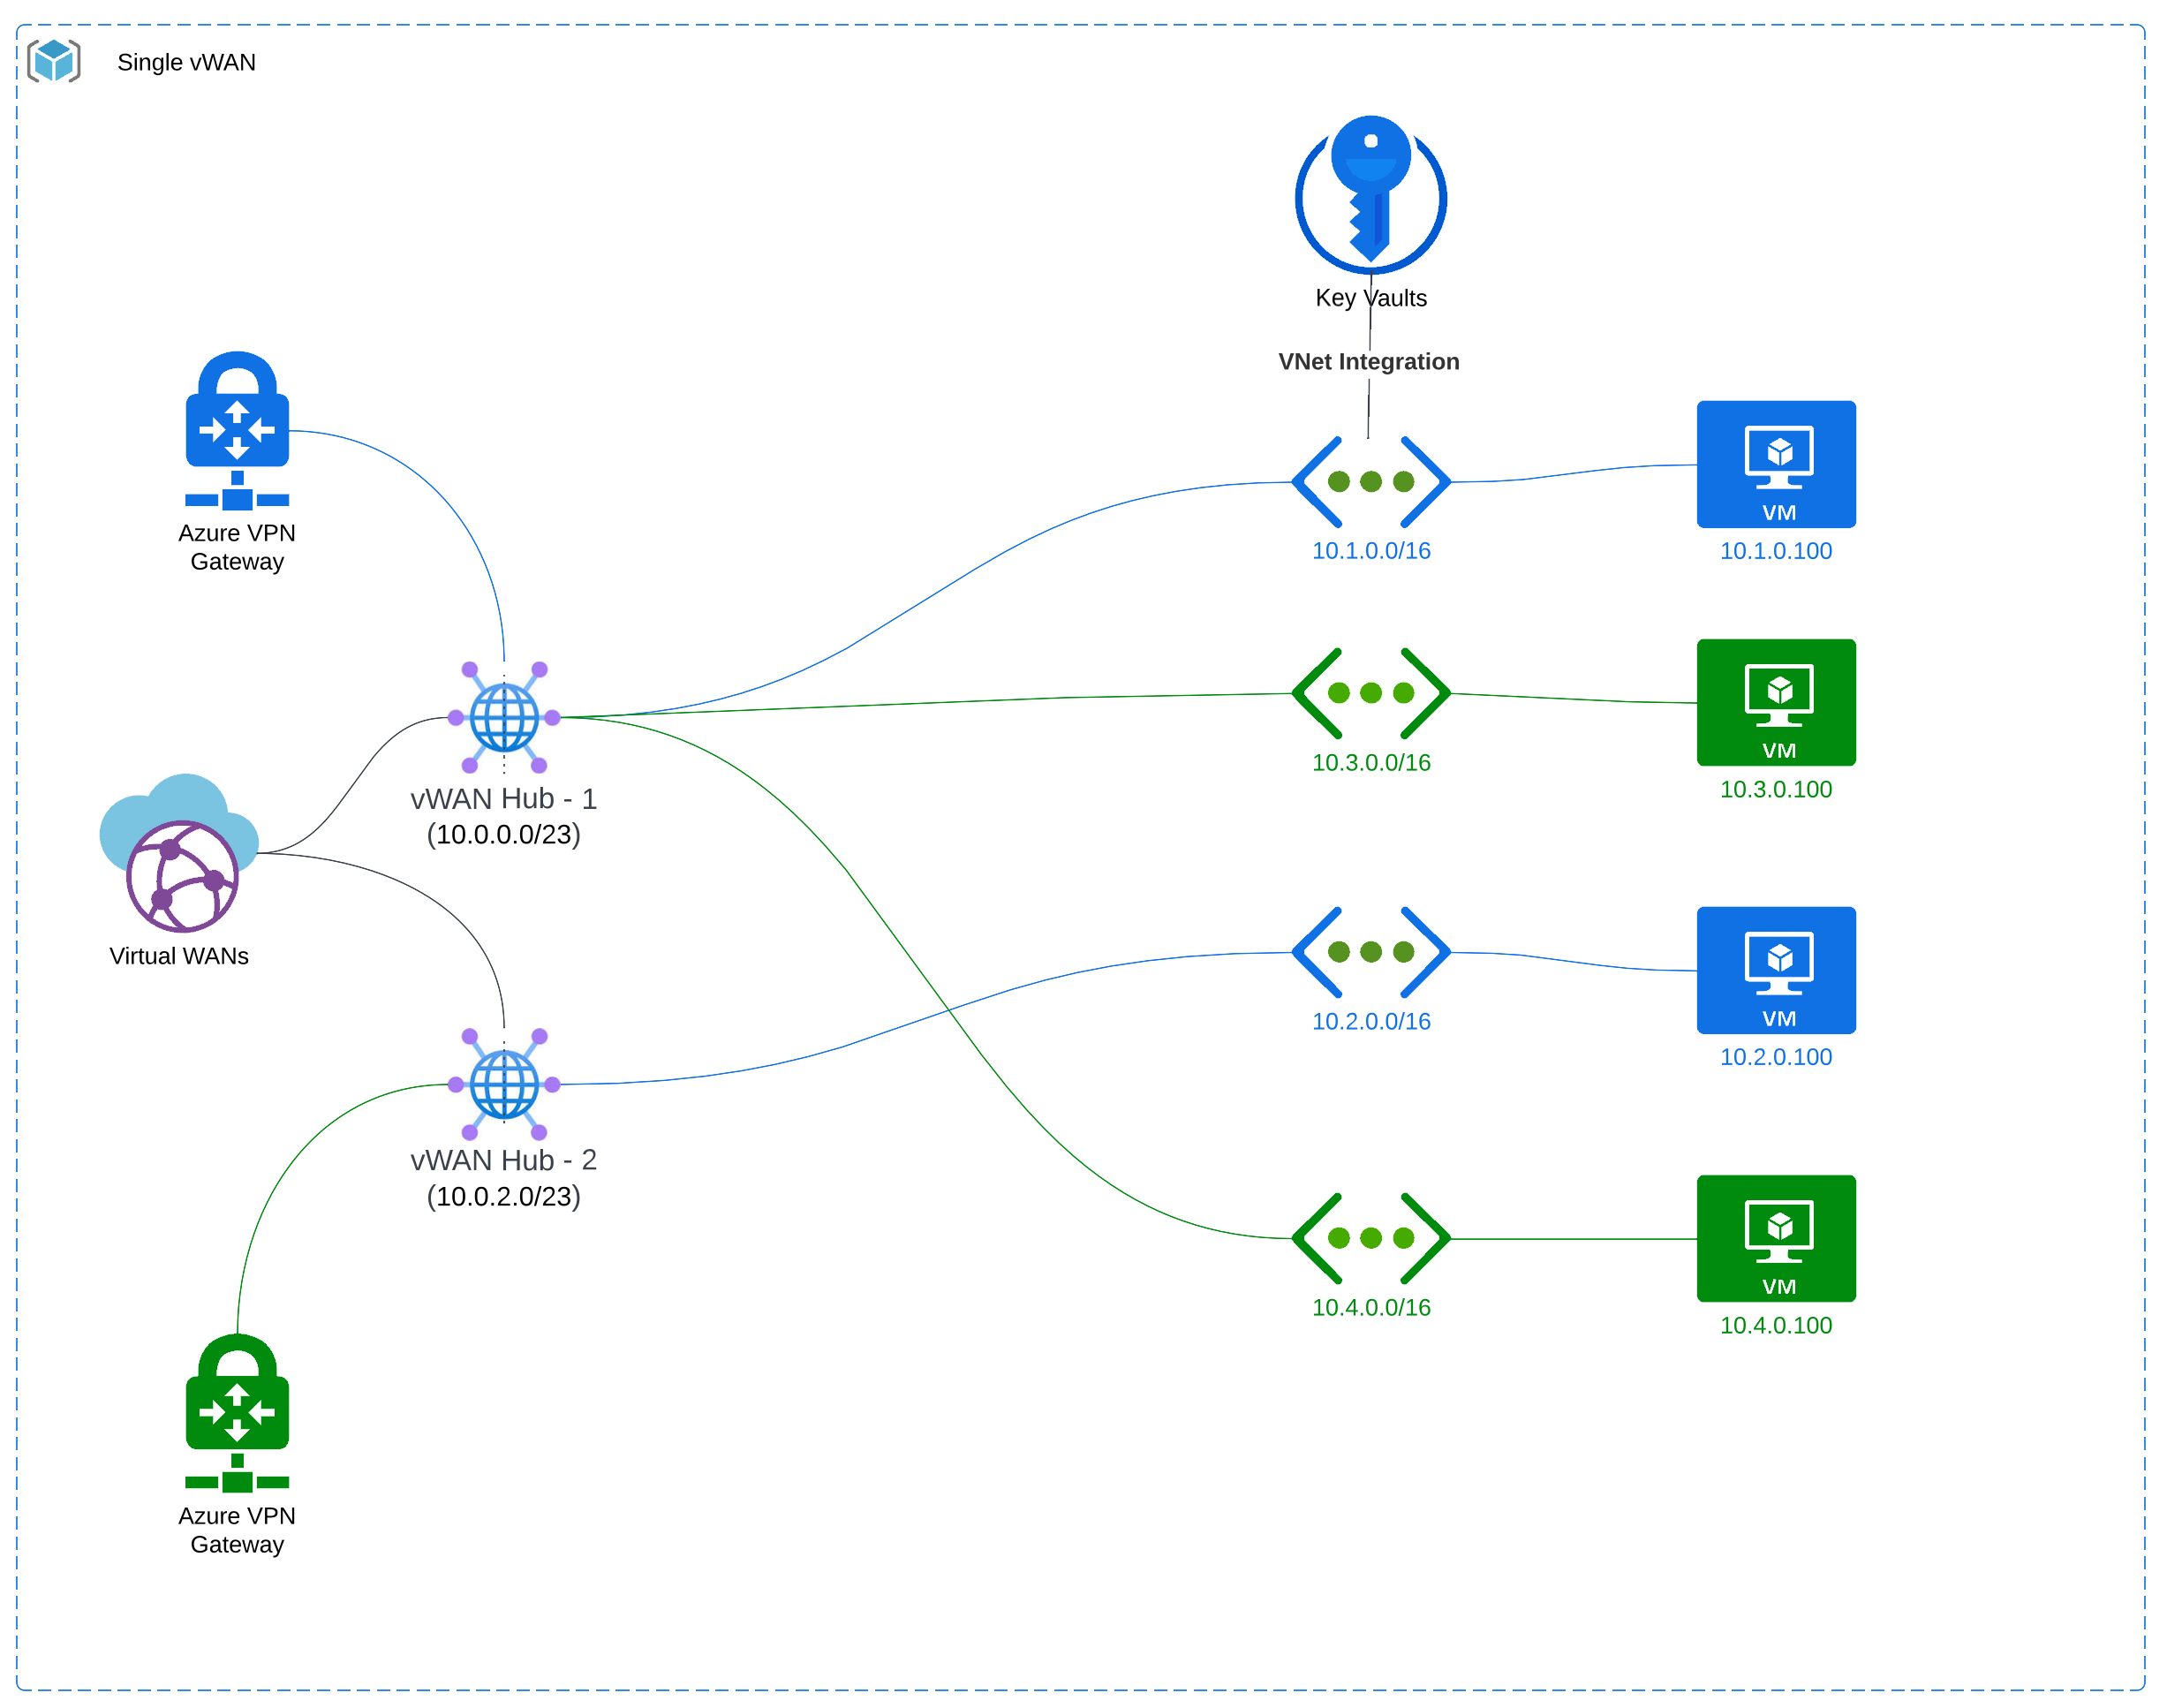 Single vWAN
Key Vaults
VNet Integration
Azure VPN
Gateway
10.1.0.0/16
VM
10.1.0.100
10.3.0.0/16
VM
10.3.0.100
vWAN Hub - 1
(10.0.0.0/23)
Virtual WANs
10.2.0.0/16
VM
10.2.0.100
vWAN Hub - 2
(10.0.2.0/23)
10.4.0.0/16
VM
10.4.0.100
Azure VPN
Gateway